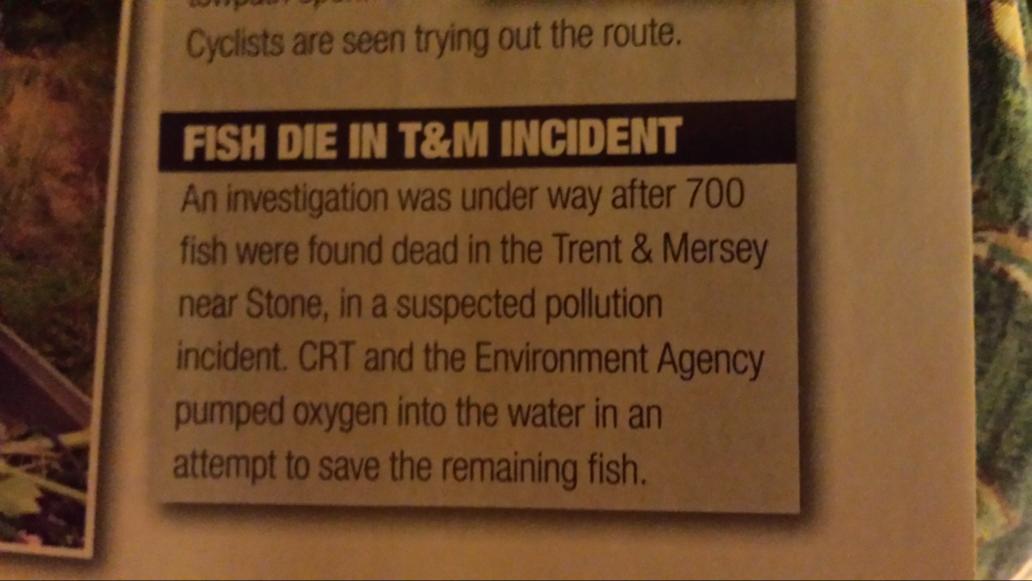 Cyclists are seen trying out the route.
FISH DIE IN T&M INCIDENT
An investigation was under way after 700
fish were found dead in the Trent & Mersey
near Stone, in a suspected pollution
incident. CRT and the Environment Agency
pumped oxygen into the water in an
attempt to save the remaining fish.